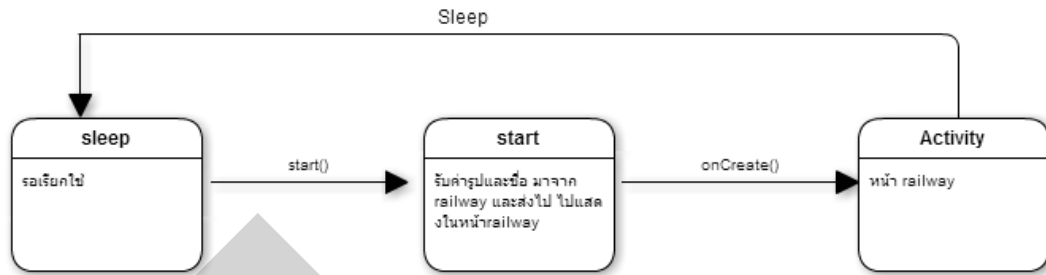 Sleep
sleep
รอเรียกใช้
start()
start
รับค่ารูปและชื่อ มาจาก
railway และส่งไป ไปแสด
งในหน้าrailway
onCreate()
Activity
หน้า railway